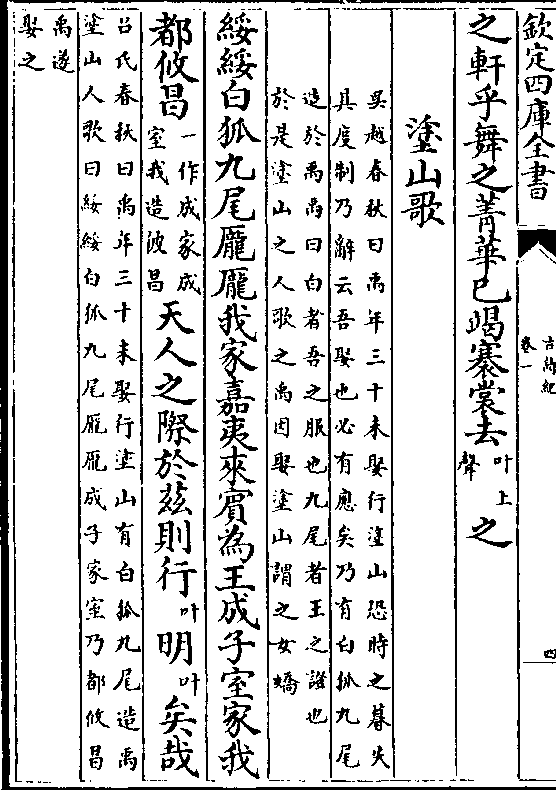 欽定四庫全書
古詩紀
卷一
四
之軒乎舞之菁華已竭褰裳去叶上聲之
塗山歌
吳越春秋曰禹年三十未娶行塗山恐時之暮失
其度制乃辭云吾娶也必有應矣乃有白狐九尾
造於禹禹曰白者吾之服也九尾者王之證也
於是塗山之人歌之禹因娶塗山謂之女嬌
綏綏白狐九尾龐龐我家嘉夷來賓為王成子室家我
都攸昌一作成家成室我造彼昌天人之際於茲則行叶明叶矣哉
吕氏春秋曰禹年三十未娶行塗山有白狐九尾造禹
塗山人歌曰綏綏白狐九尾龐龐成子家室乃都攸昌
禹遂
娶之